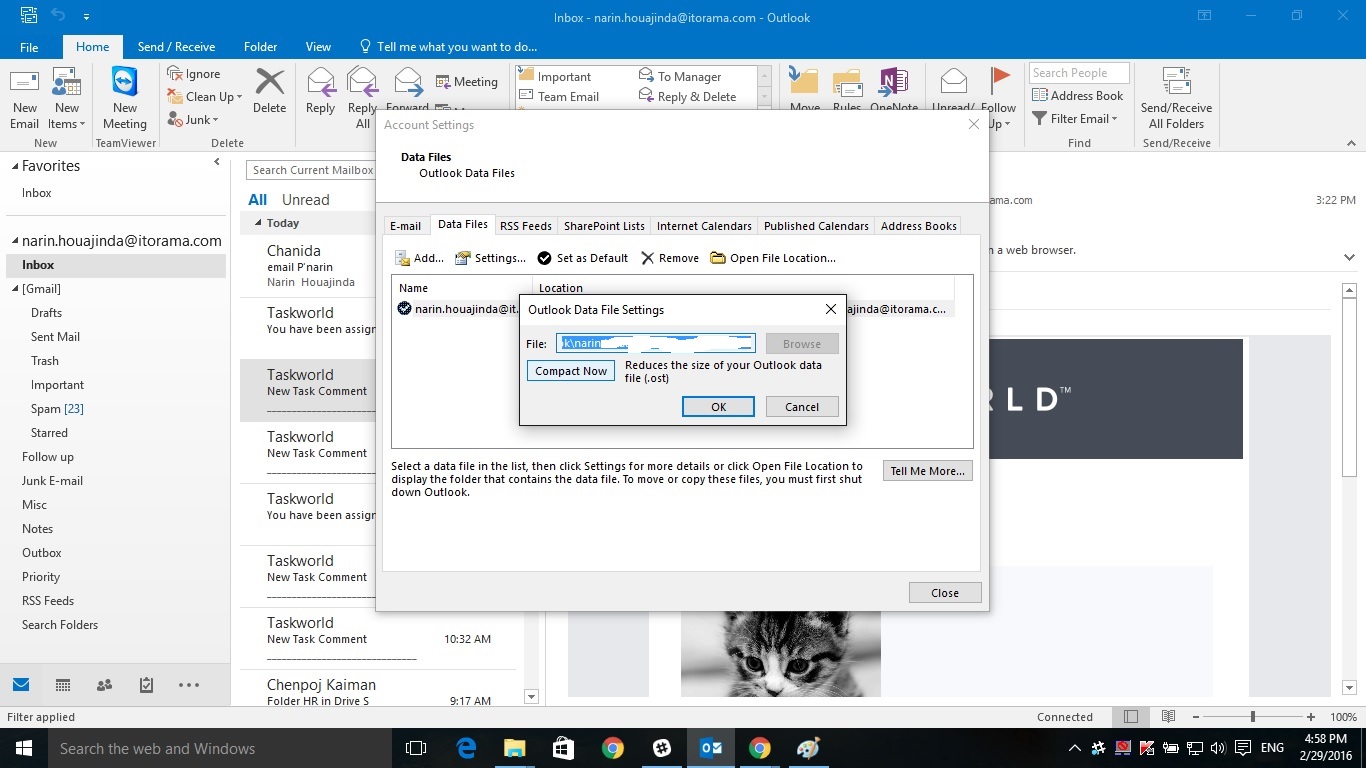 Inbox - narin.houajinda@itorama.com - Outlook
File Home Send / Receive Folder View Tell me what you want to do...
New Email
New Items
New
New Meeting
TeamViewer
Ignore
Clean Up
Junk
Delete
Delete
Reply
Reply All
Forward
Meeting
Important
Team Email
To Manager
Reply & Delete
Move
Rules
OneNote
Unread/
Follow Up
Search People
Address Book
Filter Email
Find
Send/Receive All Folders
Send/Receive
Favorites
Inbox
narin.houajinda@itorama.com
Inbox
[Gmail]
Drafts
Sent Mail
Trash
Important
Spam [23]
Starred
Follow up
Junk E-mail
Misc
Notes
Outbox
Priority
RSS Feeds
Search Folders
Search Current Mailbox
All Unread
Today
Chanida
email P'narin
Narin Houajinda
Taskworld
You have been assign
Taskworld
New Task Comment
Taskworld
New Task Comment
Taskworld
You have been assign
Taskworld
New Task Comment
Taskworld
New Task Comment 10:32 AM
Chenpoj Kaiman
Folder HR in Drive S 9:17 AM
Account Settings
Data Files
Outlook Data Files
E-mail Data Files RSS Feeds SharePoint Lists Internet Calendars Published Calendars Address Books
Add... Settings... Set as Default Remove Open File Location...
Name Location
narin.houajinda@it. ajinda@itorama.c...
Outlook Data File Settings
File: k\narin Browse
Compact Now Reduces the size of your Outlook data
file (.ost)
OK Cancel
Select a data file in the list, then click Settings for more details or click Open File Location to
display the folder that contains the data file. To move or copy these files, you must first shut
down Outlook.
Tell Me More...
Close
rama.com 3:22 PM
n a web browser.
RLD™
Filter applied Connected 100%
Search the web and Windows
ENG
4:58 PM
2/29/2016